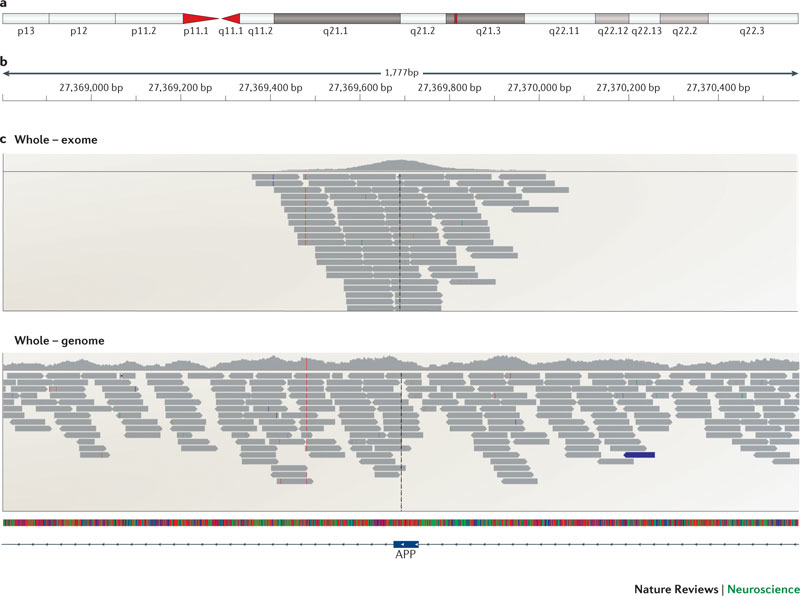 a
p13 p12 p11.2 p11.1 q11.1 q11.2 q21.1 q21.2 q21.3 q22.11 q22.12 q22.13 q22.2 q22.3
b
1,777bp
27,369,000 bp 27,369,200 bp 27,369,400 bp 27,369,600 bp 27,369,800 bp 27,370,000 bp 27,370,200 bp 27,370,400 bp
c Whole – exome
Whole – genome
APP
Nature Reviews | Neuroscience